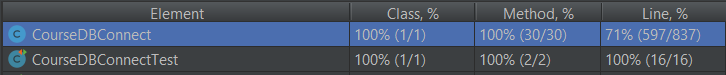 Element Class, % Method, % Line, %
CourseDBConnect 100% (1/1) 100% (30/30) 71% (597/837)
CourseDBConnectTest 100% (1/1) 100% (2/2) 100% (16/16)